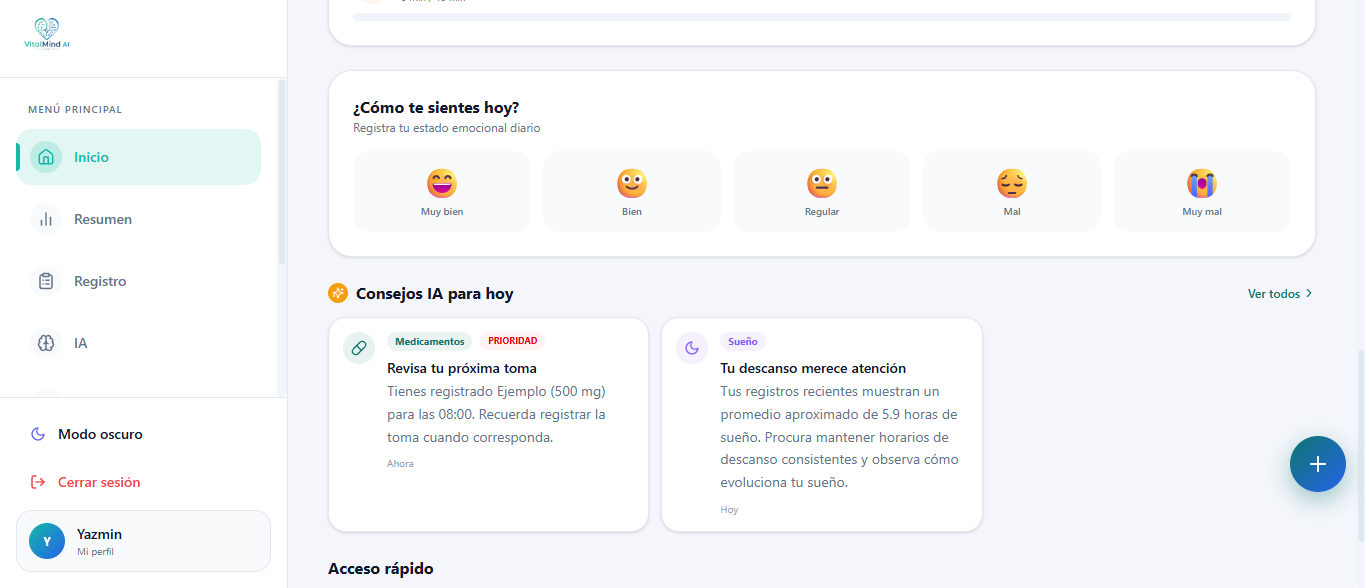 VitalMind AI
MENÚ PRINCIPAL
Inicio
Resumen
Registro
IA
Modo oscuro
Cerrar sesión
Y
Yazmin
Mi perfil
¿Cómo te sientes hoy?
Registra tu estado emocional diario
Muy bien
Bien
Regular
Mal
Muy mal
Consejos IA para hoy
Ver todos
Medicamentos
PRIORIDAD
Revisa tu próxima toma
Tienes registrado Ejemplo (500 mg)
para las 08:00. Recuerda registrar la
toma cuando corresponda.
Ahora
Sueño
Tu descanso merece atención
Tus registros recientes muestran un
promedio aproximado de 5.9 horas de
sueño. Procura mantener horarios de
descanso consistentes y observa cómo
evoluciona tu sueño.
Hoy
Acceso rápido